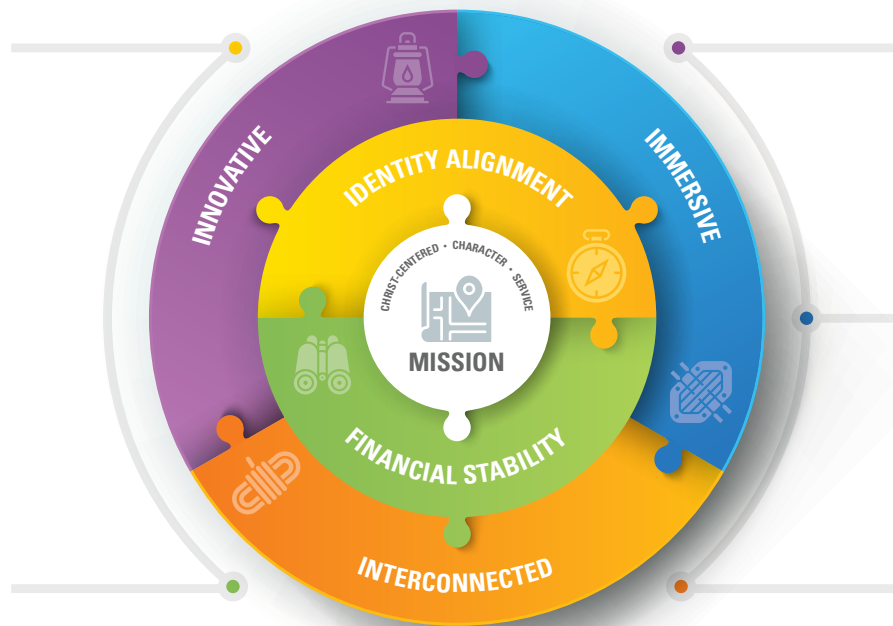 INNOVATIVE
IMMERSIVE
IDENTITY ALIGNMENT
CHRIST-CENTERED • CHARACTER • SERVICE
MISSION
FINANCIAL STABILITY
INTERCONNECTED